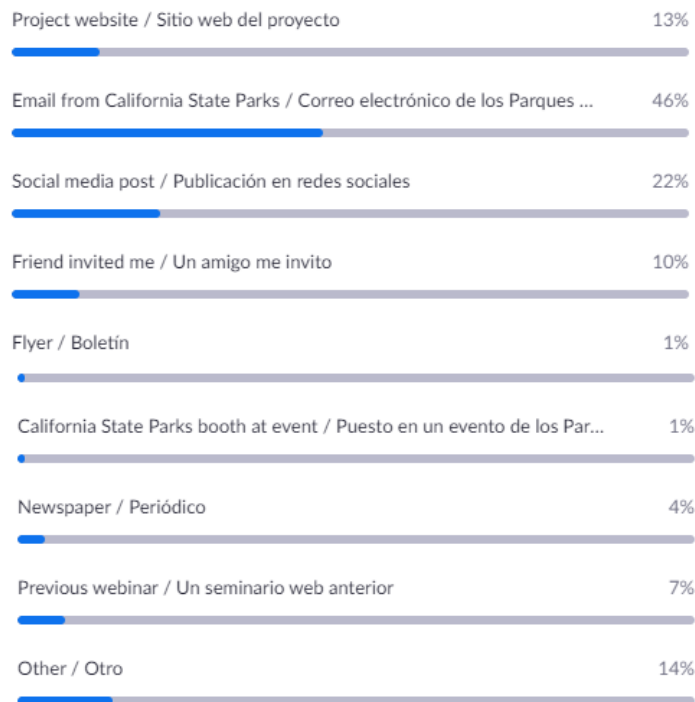 Project website / Sitio web del proyecto 13%
Email from California State Parks / Correo electrónico de los Parques ... 46%
Social media post / Publicación en redes sociales 22%
Friend invited me / Un amigo me invito 10%
Flyer / Boletín 1%
California State Parks booth at event / Puesto en un evento de los Par... 1%
Newspaper / Periódico 4%
Previous webinar / Un seminario web anterior 7%
Other / Otro 14%